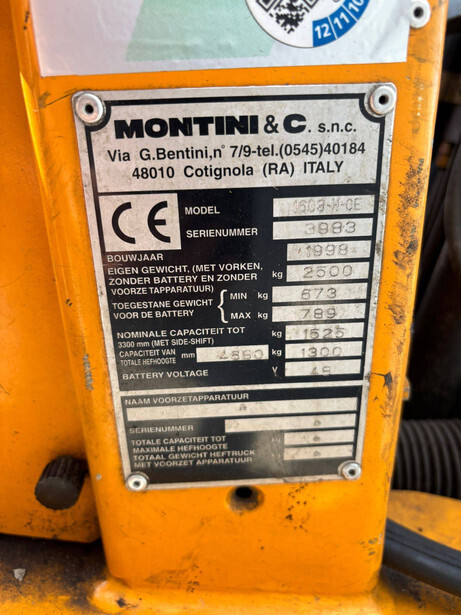 12 11 10
MONTINI & C. s.n.c.
Via G.Bentini,n° 7/9-tel.(0545)40184
48010 Cotignola (RA) ITALY
CE
MODEL
SERIENUMMER 3983
BOUWJAAR 1998
EIGEN GEWICHT, (MET VORKEN, ZONDER BATTERY EN ZONDER VOORZE TAPPARATUUR) kg 2500
TOEGESTANE GEWICHT VOOR DE BATTERY MIN kg 673
MAX kg 789
NOMINALE CAPACITEIT TOT 3300 mm (MET SIDE-SHIFT) kg 1525
CAPACITEIT VAN TOTALE HEFHOOGTE mm kg 1300
BATTERY VOLTAGE V 48
NAAM VOORZETAPPARATUUR
SERIENUMMER
TOTALE CAPACITEIT TOT
MAXIMALE HEFHOOGTE
TOTAAL GEWICHT HEFTRUCK
MET VOORZET APPARATUUR